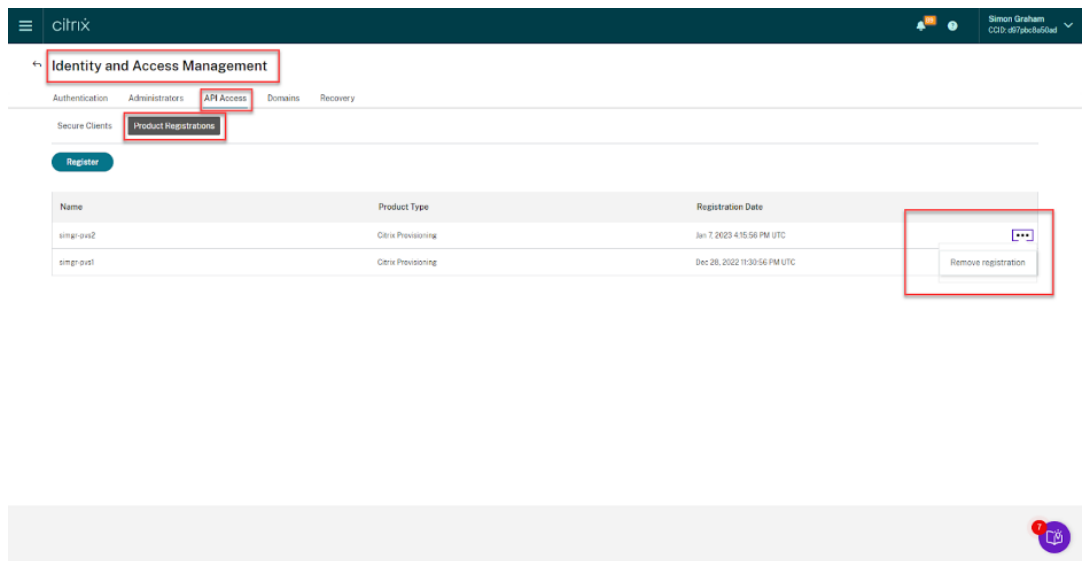 citrix
Simon Graham
CCID: d97pbc8a50ad
Identity and Access Management
Authentication Administrators API Access Domains Recovery
Secure Clients Product Registrations
Register
Name Product Type Registration Date
simgr-pvs2 Citrix Provisioning Jan 7, 2023 4:15:56 PM UTC
simgr-pvs1 Citrix Provisioning Dec 28, 2022 11:30:56 PM UTC
Remove registration
7